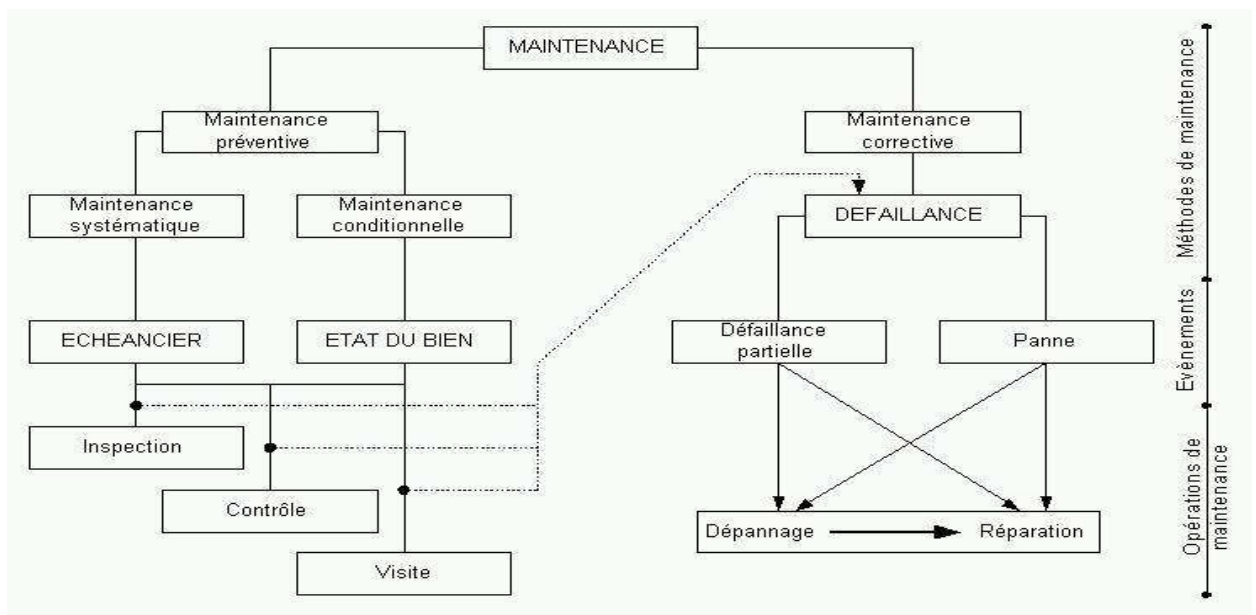 MAINTENANCE
Maintenance
préventive
Maintenance
corrective
Maintenance
systématique
Maintenance
conditionnelle
DEFAILLANCE
ECHEANCIER
ETAT DU BIEN
Défaillance
partielle
Panne
Inspection
Contrôle
Visite
Dépannage
Réparation
Méthodes de maintenance
Evènements
Opérations de
maintenance